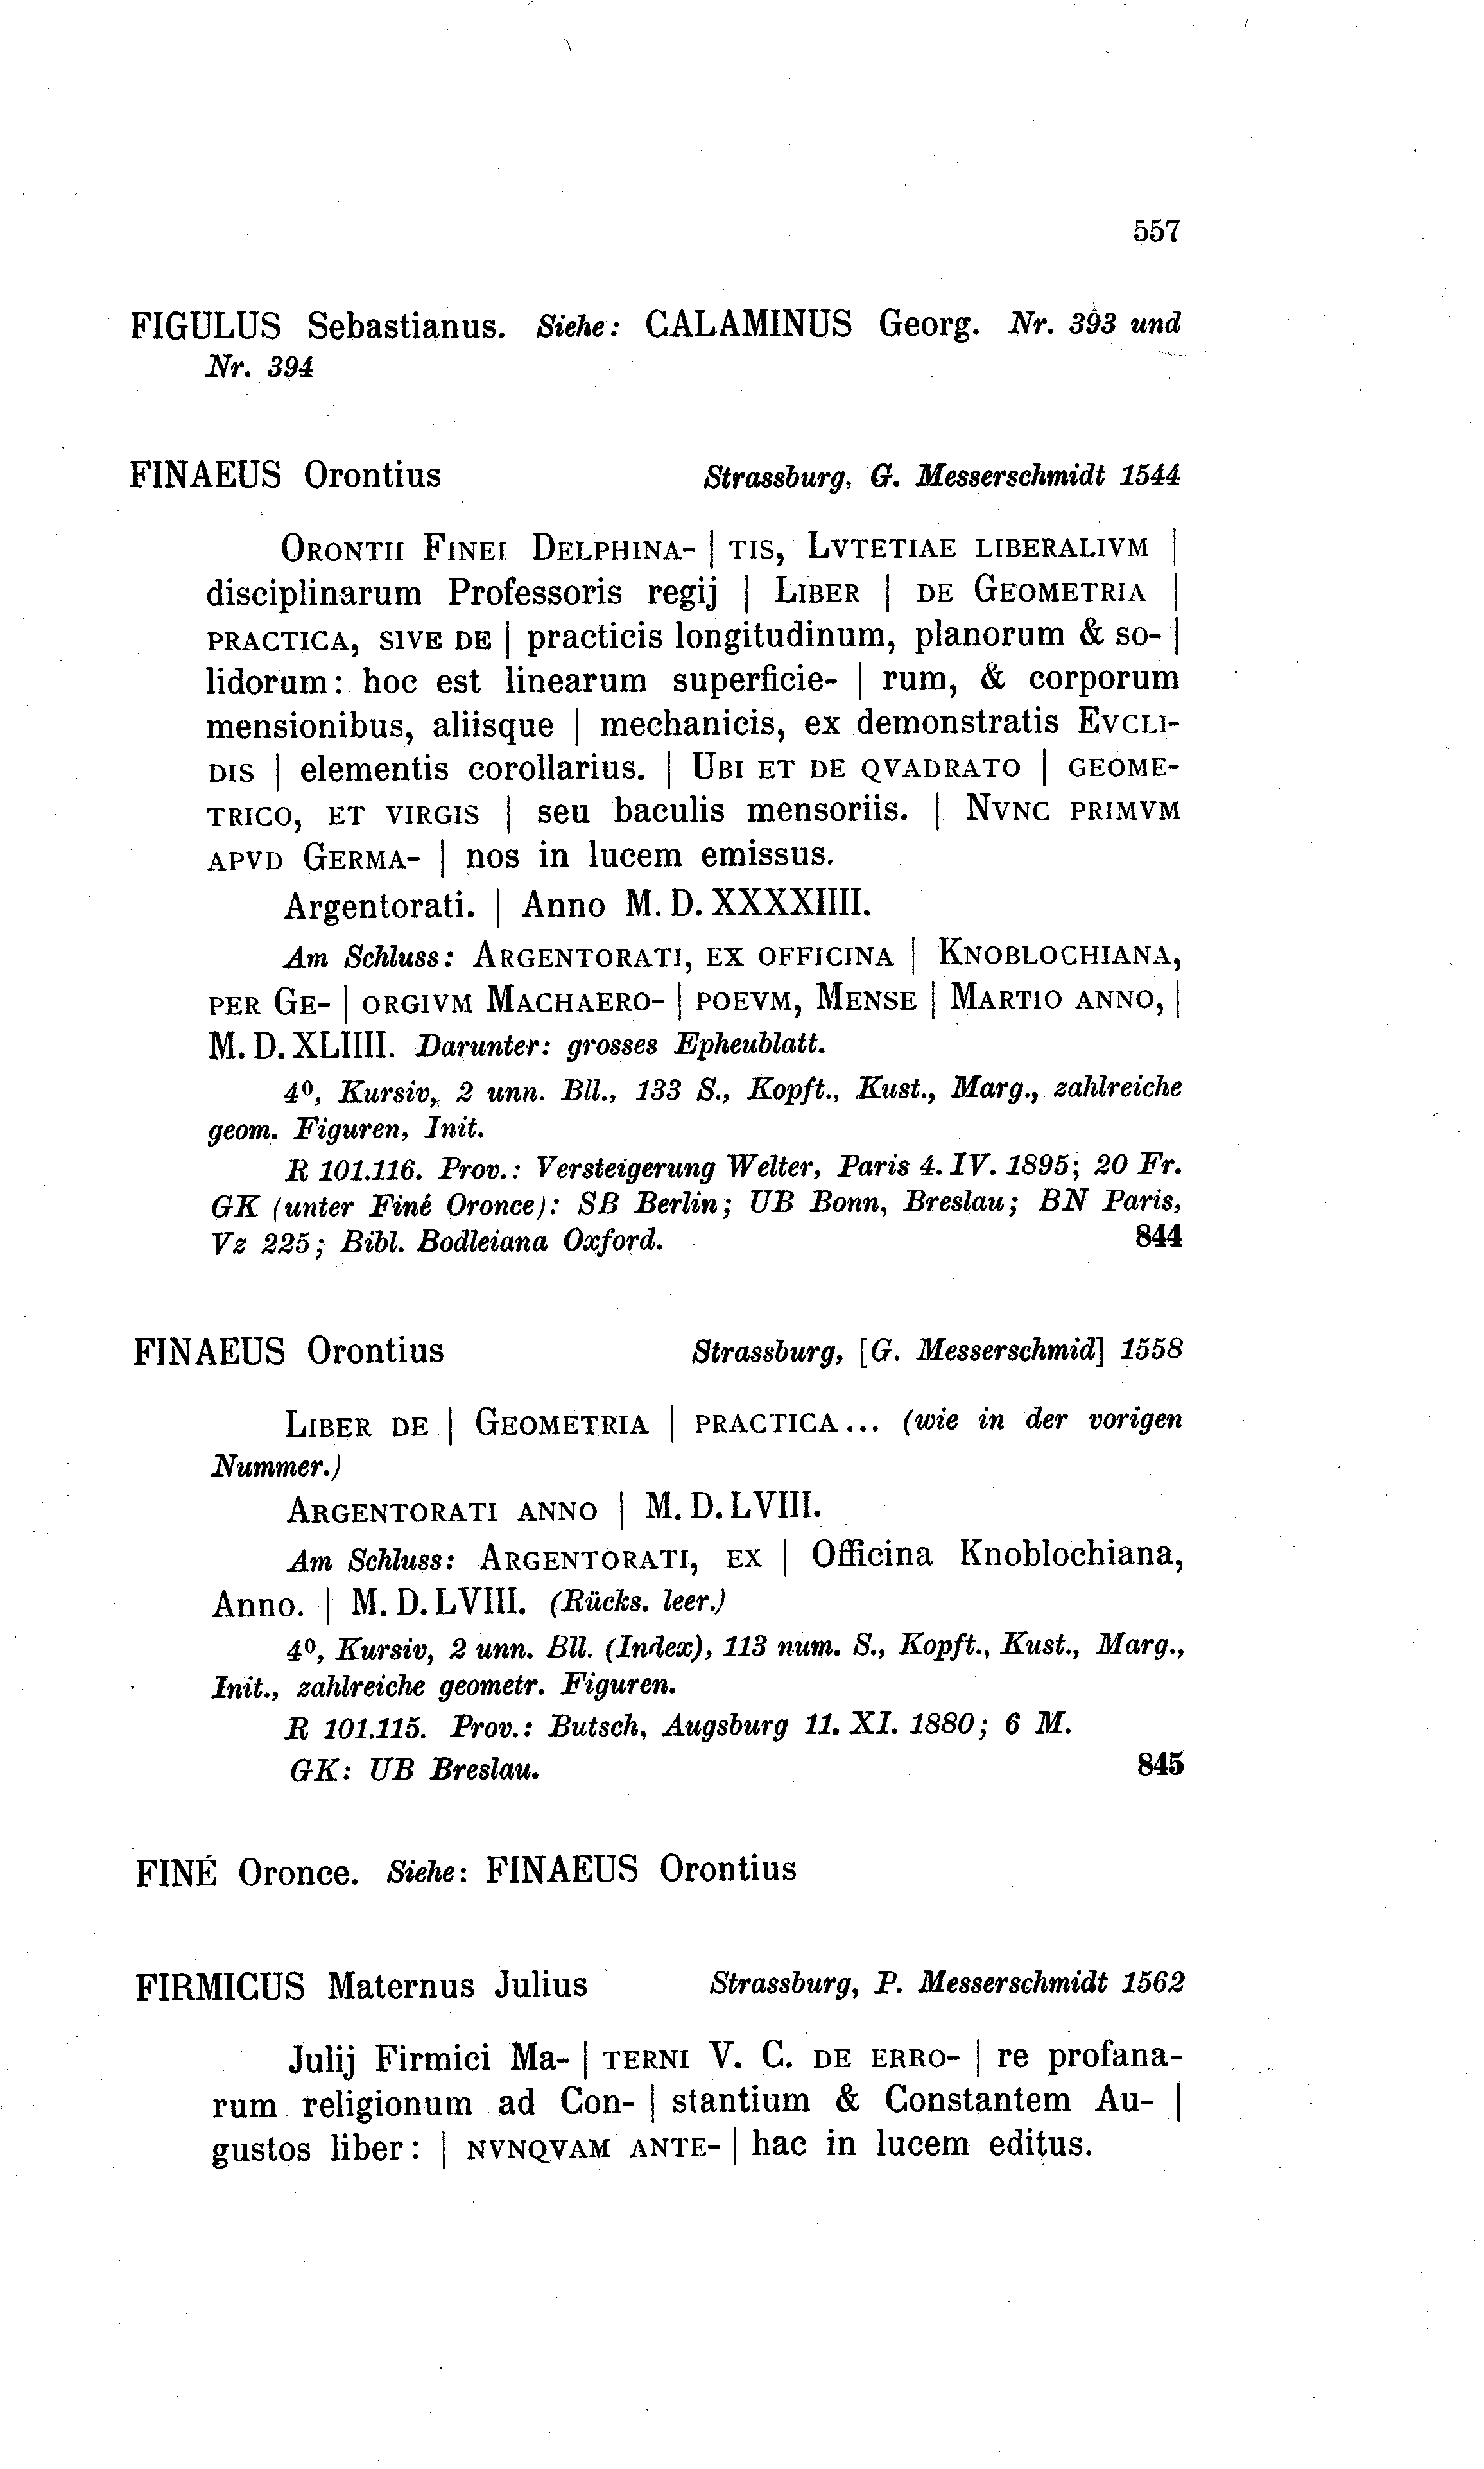 557
FIGULUS Sebastianus. Siehe: CALAMINUS Georg. Nr. 393 und
Nr. 394
FINAEUS Orontius Strassburg, G. Messerschmidt 1544
ORONTII FINEI DELPHINA- | TIS, LVTETIAE LIBERALIVM |
disciplinarum Professoris regij | LIBER | DE GEOMETRIA |
PRACTICA, SIVE DE | practicis longitudinum, planorum & so- |
lidorum: hoc est linearum superficie- | rum, & corporum
mensionibus, aliisque | mechanicis, ex demonstratis EVCLI-
DIS | elementis corollarius. | UBI ET DE QVADRATO | GEOME-
TRICO, ET VIRGIS | seu baculis mensoriis. | NVNC PRIMVM
APVD GERMA- | nos in lucem emissus.
Argentorati. | Anno M. D. XXXXIIII.
Am Schluss: ARGENTORATI, EX OFFICINA | KNOBLOCHIANA,
PER GE- | ORGIVM MACHAERO- | POEVM, MENSE | MARTIO ANNO, |
M. D. XLIIII. Darunter: grosses Epheublatt.
4⁰, Kursiv, 2 unn. Bll., 133 S., Kopft., Kust., Marg., zahlreiche
geom. Figuren, Init.
R 101.116. Prov.: Versteigerung Welter, Paris 4. IV. 1895; 20 Fr.
GK (unter Finé Oronce): SB Berlin; UB Bonn, Breslau; BN Paris,
Vz 225; Bibl. Bodleiana Oxford. 844
FINAEUS Orontius Strassburg, [G. Messerschmid] 1558
LIBER DE | GEOMETRIA | PRACTICA... (wie in der vorigen
Nummer.)
ARGENTORATI ANNO | M. D. LVIII.
Am Schluss: ARGENTORATI, EX | Officina Knoblochiana,
Anno. | M. D. LVIII. (Rücks. leer.)
4⁰, Kursiv, 2 unn. Bll. (Index), 113 num. S., Kopft., Kust., Marg.,
Init., zahlreiche geometr. Figuren.
R 101.115. Prov.: Butsch, Augsburg 11. XI. 1880; 6 M.
GK: UB Breslau. 845
FINÉ Oronce. Siehe: FINAEUS Orontius
FIRMICUS Maternus Julius Strassburg, P. Messerschmidt 1562
Julij Firmici Ma- | TERNI V. C. DE ERRO- | re profana-
rum religionum ad Con- | stantium & Constantem Au- |
gustos liber: | NVNQVAM ANTE- | hac in lucem editus.